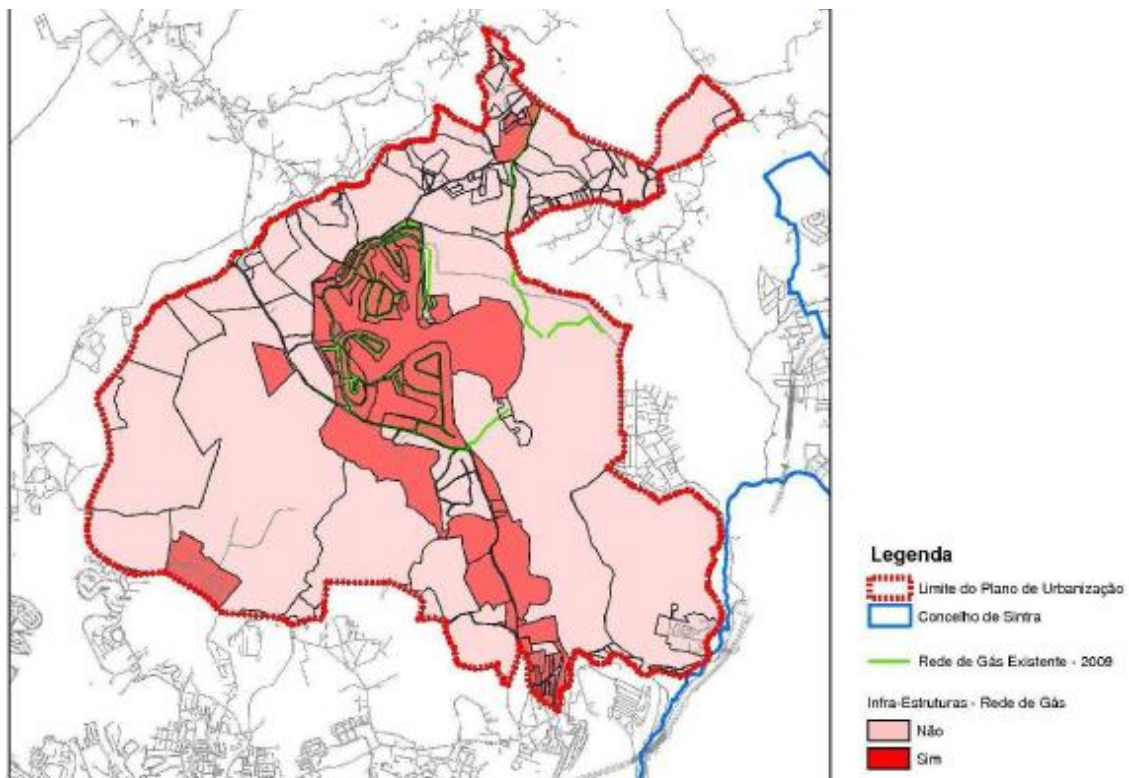 Legenda
Limite do Plano de Urbanização
Concelho de Sintra
Rede de Gás Existente - 2009
Infra-Estruturas - Rede de Gás
Não
Sim